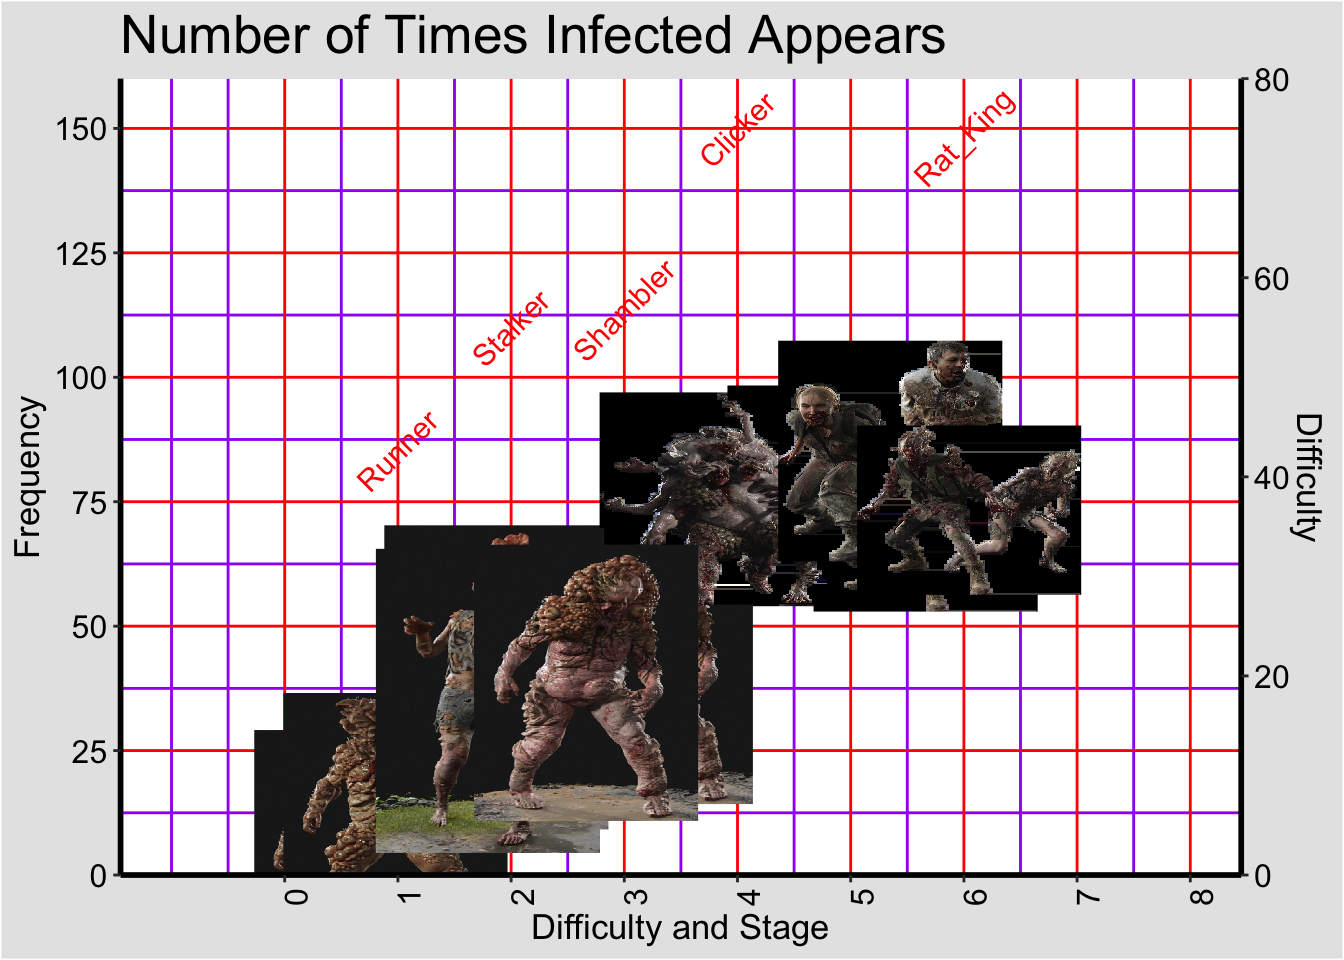 Number of Times Infected Appears
150
125
100
75
50
25
0
Frequency
80
60
40
20
0
Difficulty
Clicker
Rat_King
Stalker
Shambler
Runner
0 1 2 3 4 5 6 7 8
Difficulty and Stage